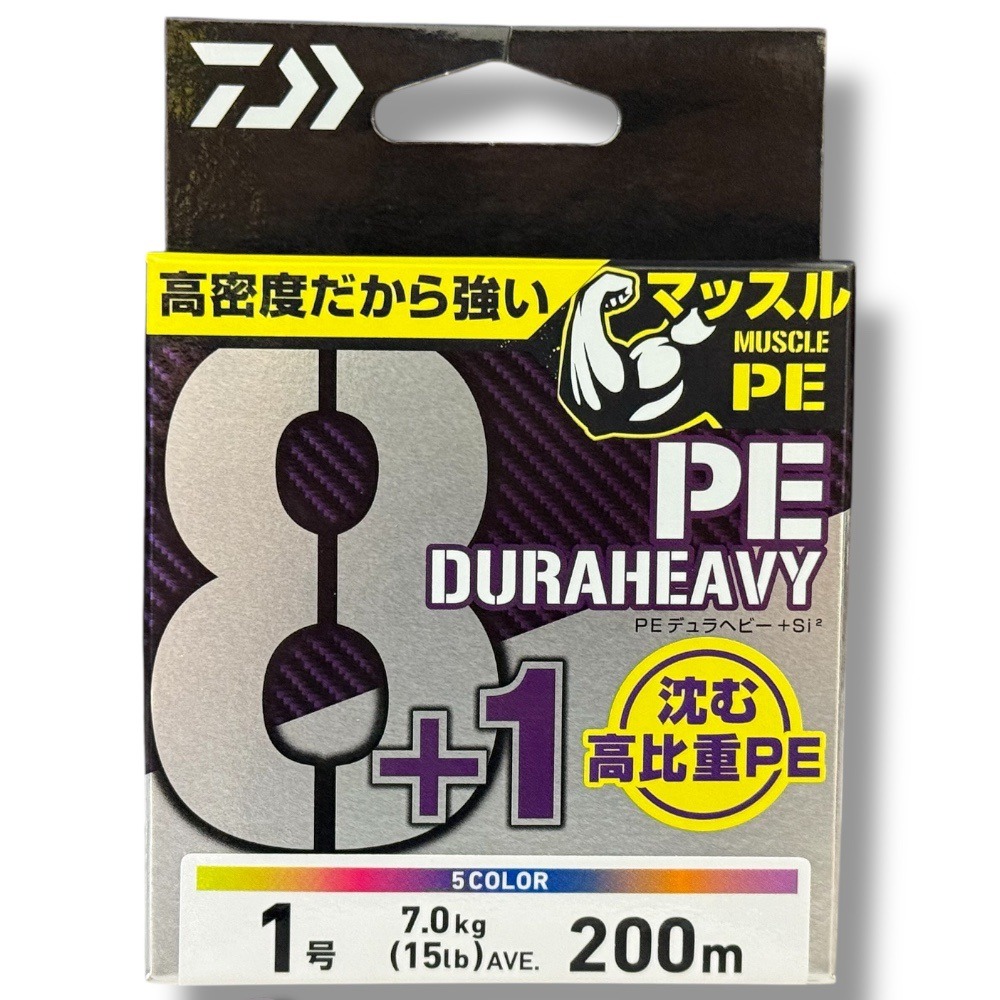 高密度だから強い
マッスル
MUSCLE
PE
PE
DURAHEAVY
PEデュラヘビー+Si²
8+1
沈む
高比重PE
5COLOR
1号
7.0kg
(15lb)AVE.
200m